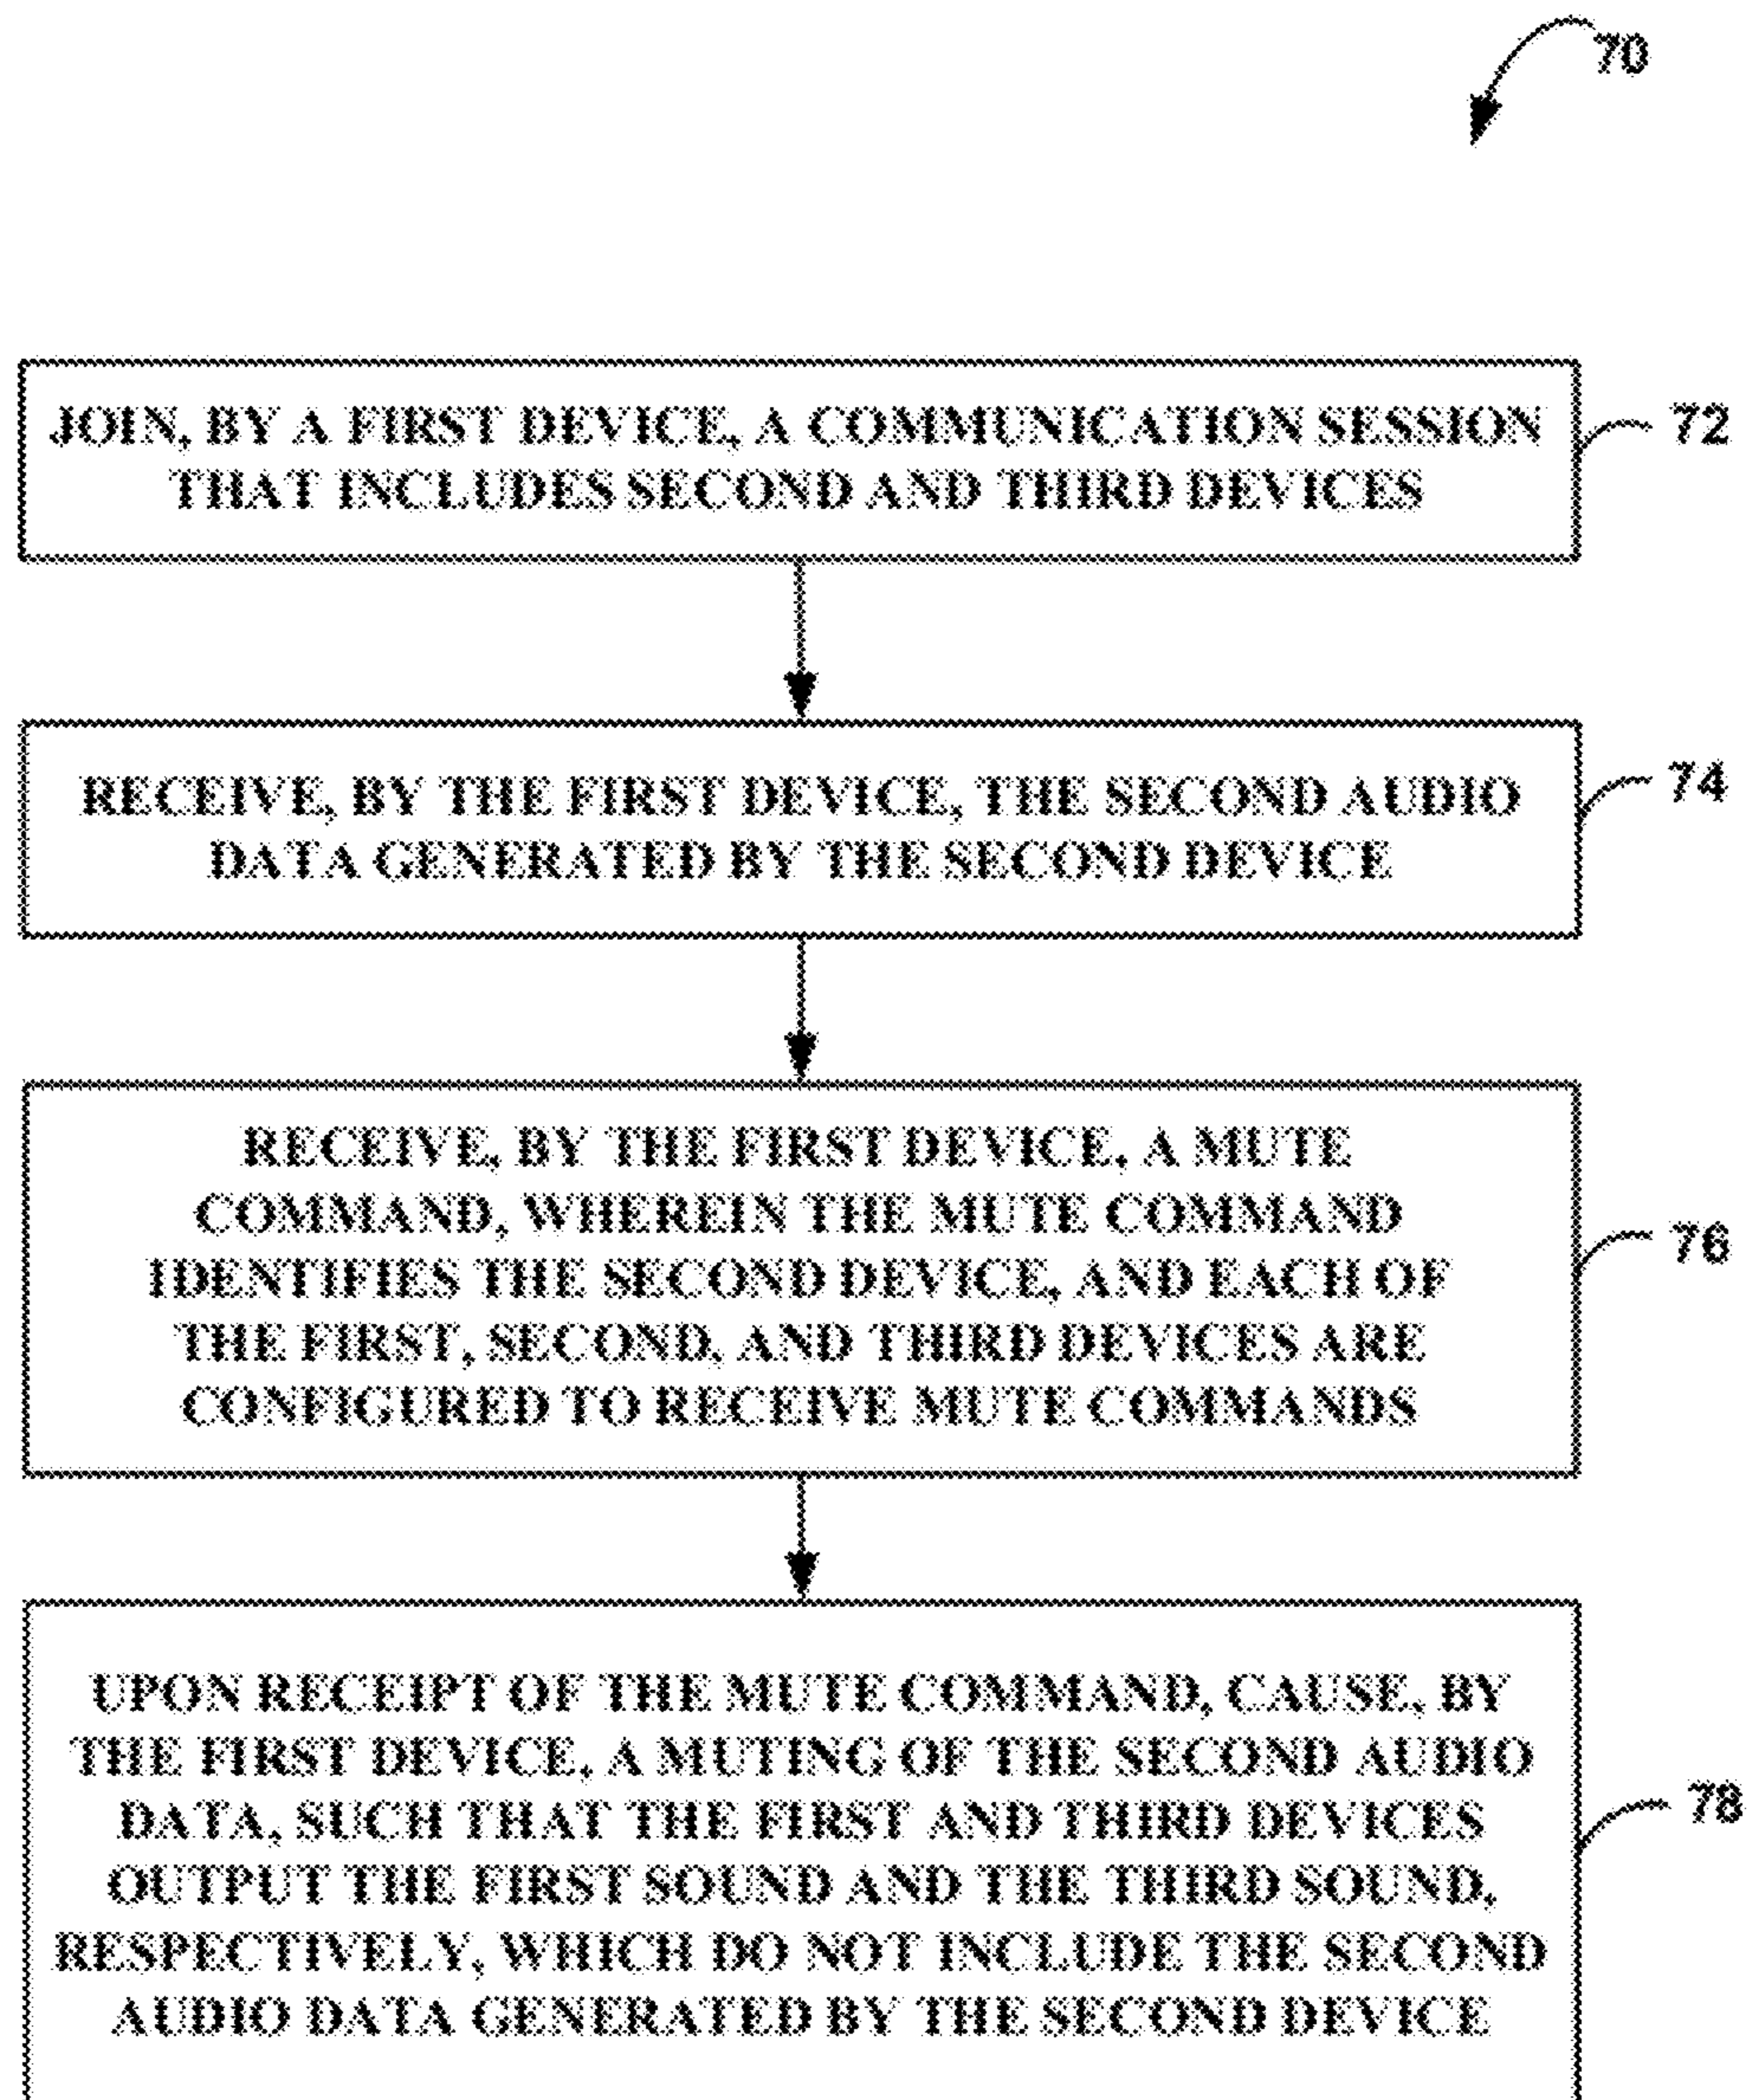 70
JOIN, BY A FIRST DEVICE, A COMMUNICATION SESSION
THAT INCLUDES SECOND AND THIRD DEVICES
72
RECEIVE, BY THE FIRST DEVICE, THE SECOND AUDIO
DATA GENERATED BY THE SECOND DEVICE
74
RECEIVE, BY THE FIRST DEVICE, A MUTE
COMMAND, WHEREIN THE MUTE COMMAND
IDENTIFIES THE SECOND DEVICE, AND EACH OF
THE FIRST, SECOND, AND THIRD DEVICES ARE
CONFIGURED TO RECEIVE MUTE COMMANDS
76
UPON RECEIPT OF THE MUTE COMMAND, CAUSE, BY
THE FIRST DEVICE, A MUTING OF THE SECOND AUDIO
DATA, SUCH THAT THE FIRST AND THIRD DEVICES
OUTPUT THE FIRST SOUND AND THE THIRD SOUND,
RESPECTIVELY, WHICH DO NOT INCLUDE THE SECOND
AUDIO DATA GENERATED BY THE SECOND DEVICE
78